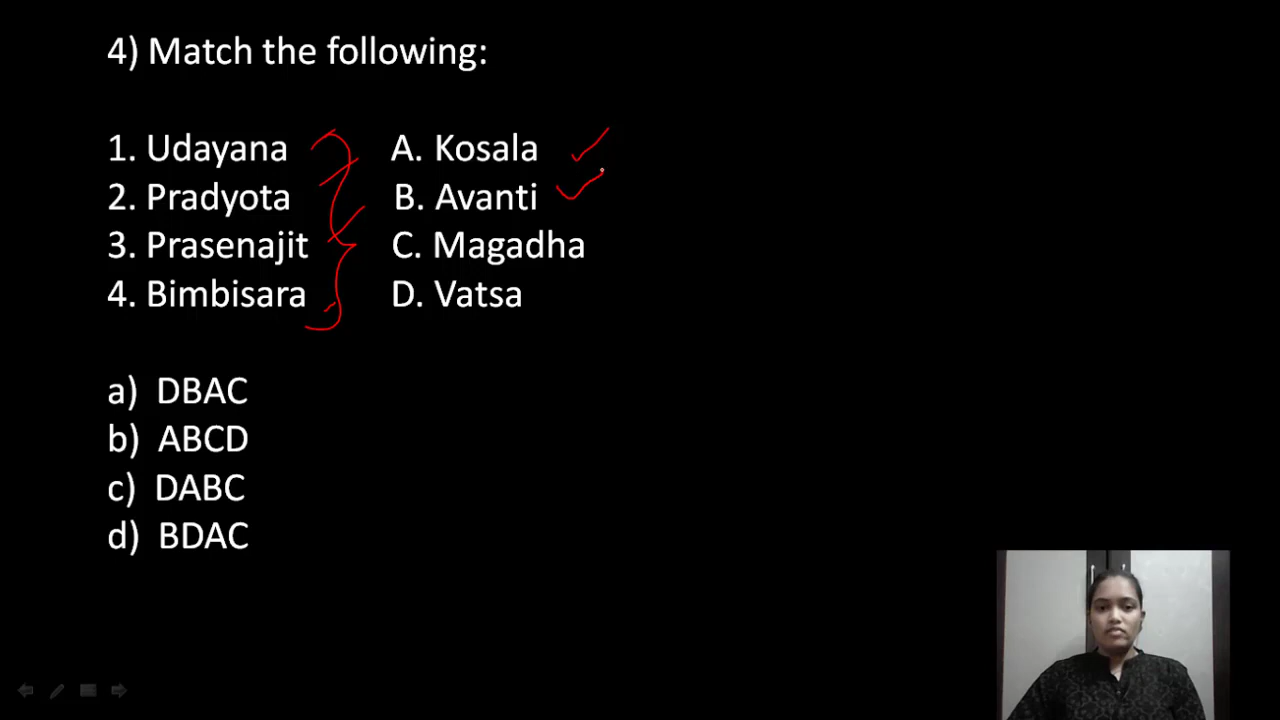 4) Match the following:
1. Udayana A. Kosala
2. Pradyota B. Avanti
3. Prasenajit C. Magadha
4. Bimbisara D. Vatsa
a) DBAC
b) ABCD
c) DABC
d) BDAC